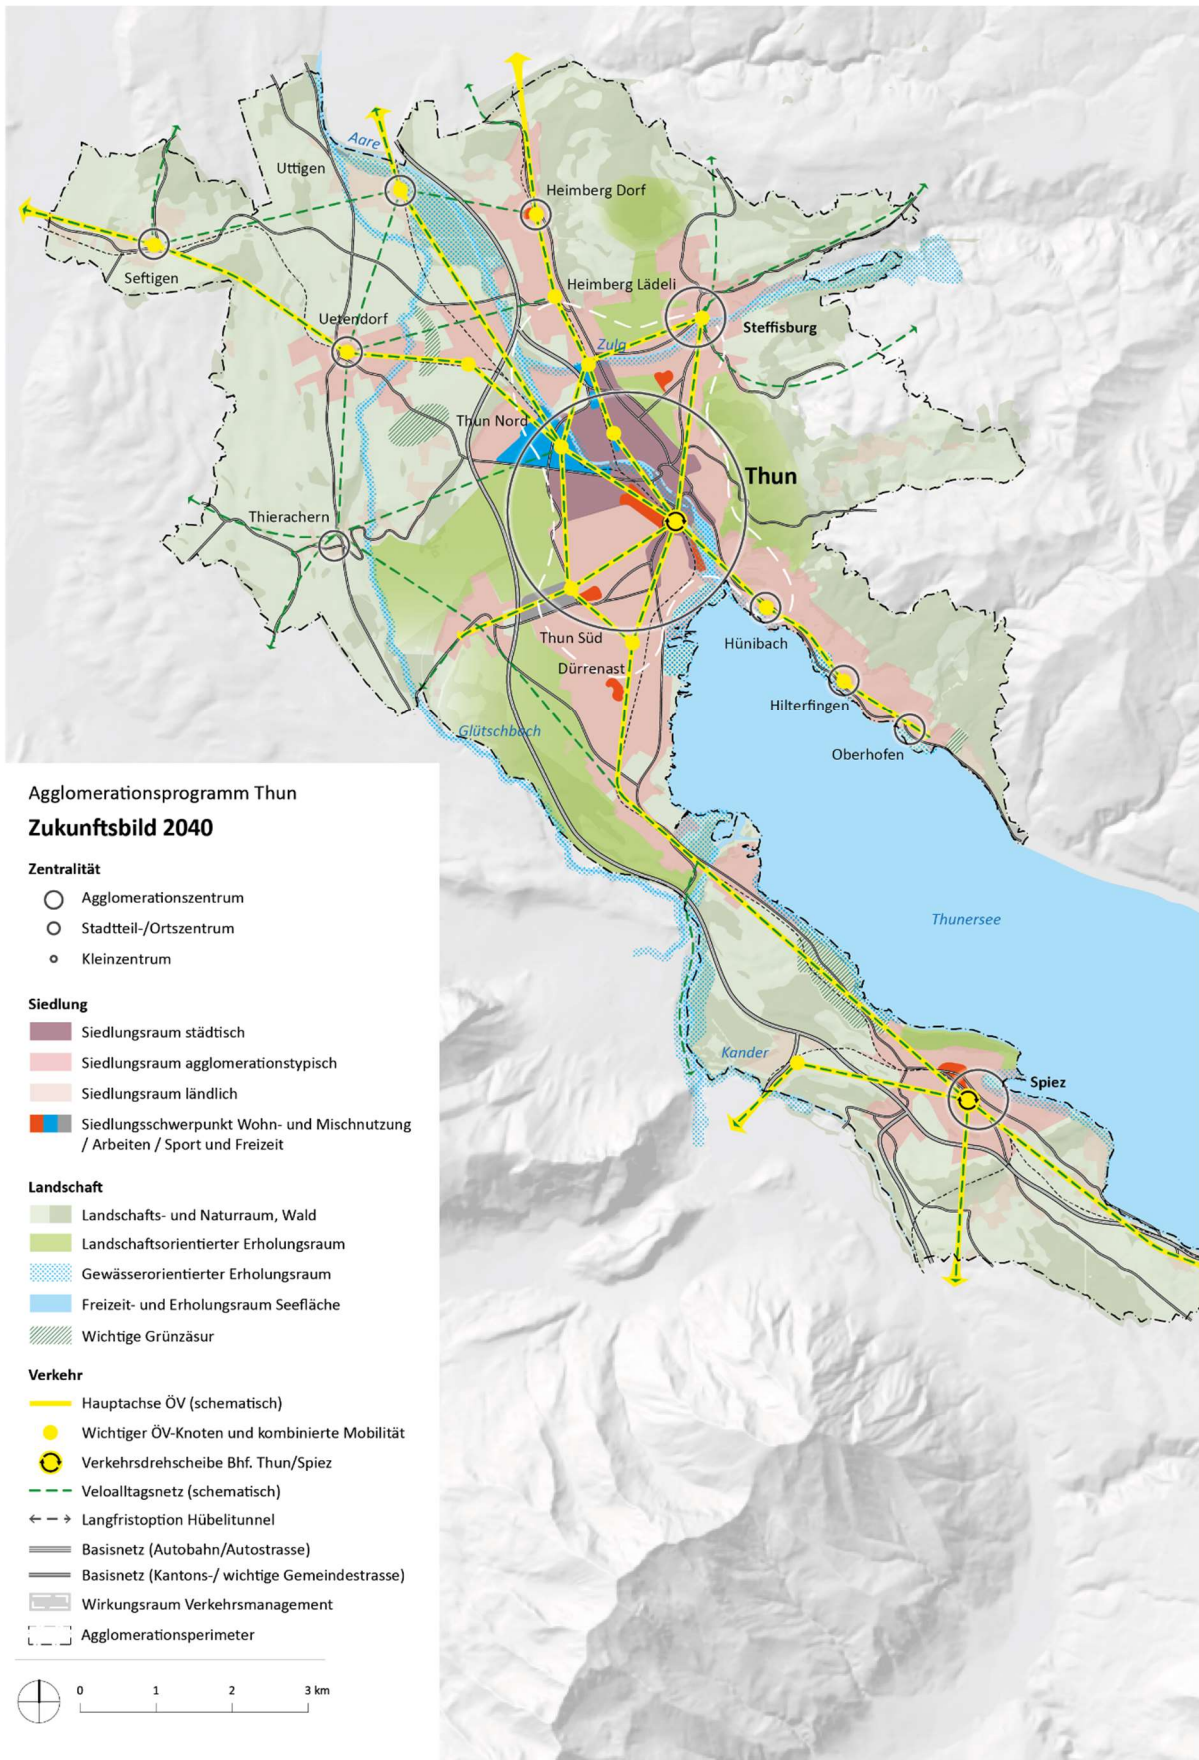 Aare
Uttigen
Heimberg Dorf
Seftigen
Heimberg Lädeli
Uetendorf
Steffisburg
Zulg
Thun Nord
Thun
Thierachern
Thun Süd
Hünibach
Dürrenast
Hilterfingen
Glütschbach
Oberhofen
Thunersee
Kander
Spiez
Agglomerationsprogramm Thun
Zukunftsbild 2040
Zentralität
Agglomerationszentrum
Stadtteil-/Ortszentrum
Kleinzentrum
Siedlung
Siedlungsraum städtisch
Siedlungsraum agglomerationstypisch
Siedlungsraum ländlich
Siedlungsschwerpunkt Wohn- und Mischnutzung
/ Arbeiten / Sport und Freizeit
Landschaft
Landschafts- und Naturraum, Wald
Landschaftsorientierter Erholungsraum
Gewässerorientierter Erholungsraum
Freizeit- und Erholungsraum Seefläche
Wichtige Grünzäsur
Verkehr
Hauptachse ÖV (schematisch)
Wichtiger ÖV-Knoten und kombinierte Mobilität
Verkehrsdrehscheibe Bhf. Thun/Spiez
Veloalltagsnetz (schematisch)
Langfristoption Hübelitunnel
Basisnetz (Autobahn/Autostrasse)
Basisnetz (Kantons-/ wichtige Gemeindestrasse)
Wirkungsraum Verkehrsmanagement
Agglomerationsperimeter
0 1 2 3 km